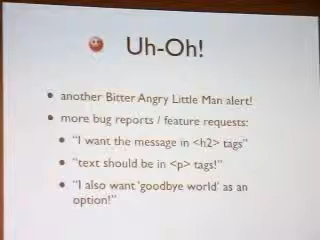 Uh-Oh!
another Bitter Angry Little Man alert!
more bug reports / feature requests:
"I want the message in <h2> tags"
"text should be in <p> tags!"
"I also want 'goodbye world' as an
option!"